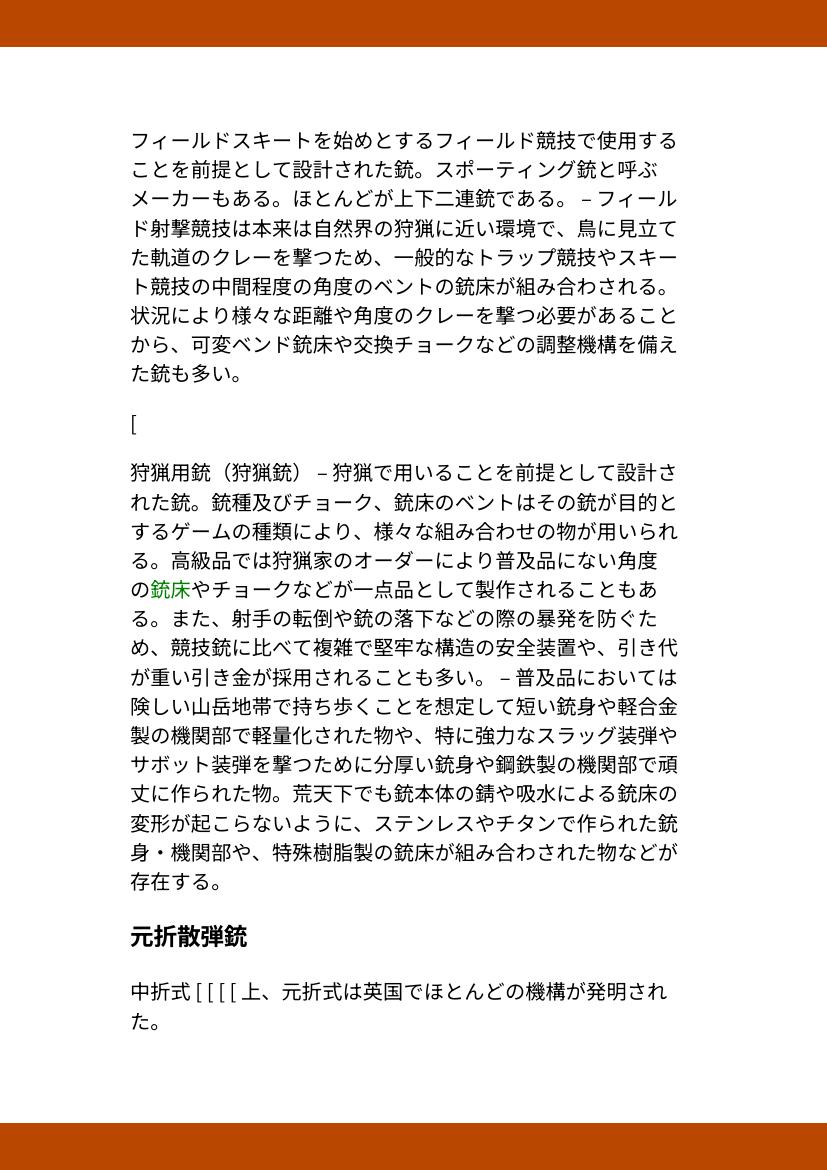 フィールドスキートを始めとするフィールド競技で使用する
ことを前提として設計された銃。スポーティング銃と呼ぶ
メーカーもある。ほとんどが上下二連銃である。 – フィール
ド射撃競技は本来は自然界の狩猟に近い環境で、鳥に見立て
た軌道のクレーを撃つため、一般的なトラップ競技やスキー
ト競技の中間程度の角度のベントの銃床が組み合わされる。
状況により様々な距離や角度のクレーを撃つ必要があること
から、可変ベンド銃床や交換チョークなどの調整機構を備え
た銃も多い。
[
狩猟用銃（狩猟銃） – 狩猟で用いることを前提として設計さ
れた銃。銃種及びチョーク、銃床のベントはその銃が目的と
するゲームの種類により、様々な組み合わせの物が用いられ
る。高級品では狩猟家のオーダーにより普及品にない角度
の銃床やチョークなどが一点品として製作されることもあ
る。また、射手の転倒や銃の落下などの際の暴発を防ぐた
め、競技銃に比べて複雑で堅牢な構造の安全装置や、引き代
が重い引き金が採用されることも多い。 – 普及品においては
険しい山岳地帯で持ち歩くことを想定して短い銃身や軽合金
製の機関部で軽量化された物や、特に強力なスラッグ装弾や
サボット装弾を撃つために分厚い銃身や鋼鉄製の機関部で頑
丈に作られた物。荒天下でも銃本体の錆や吸水による銃床の
変形が起こらないように、ステンレスやチタンで作られた銃
身・機関部や、特殊樹脂製の銃床が組み合わされた物などが
存在する。
元折散弾銃
中折式 [ [ [ [ 上、元折式は英国でほとんどの機構が発明され
た。